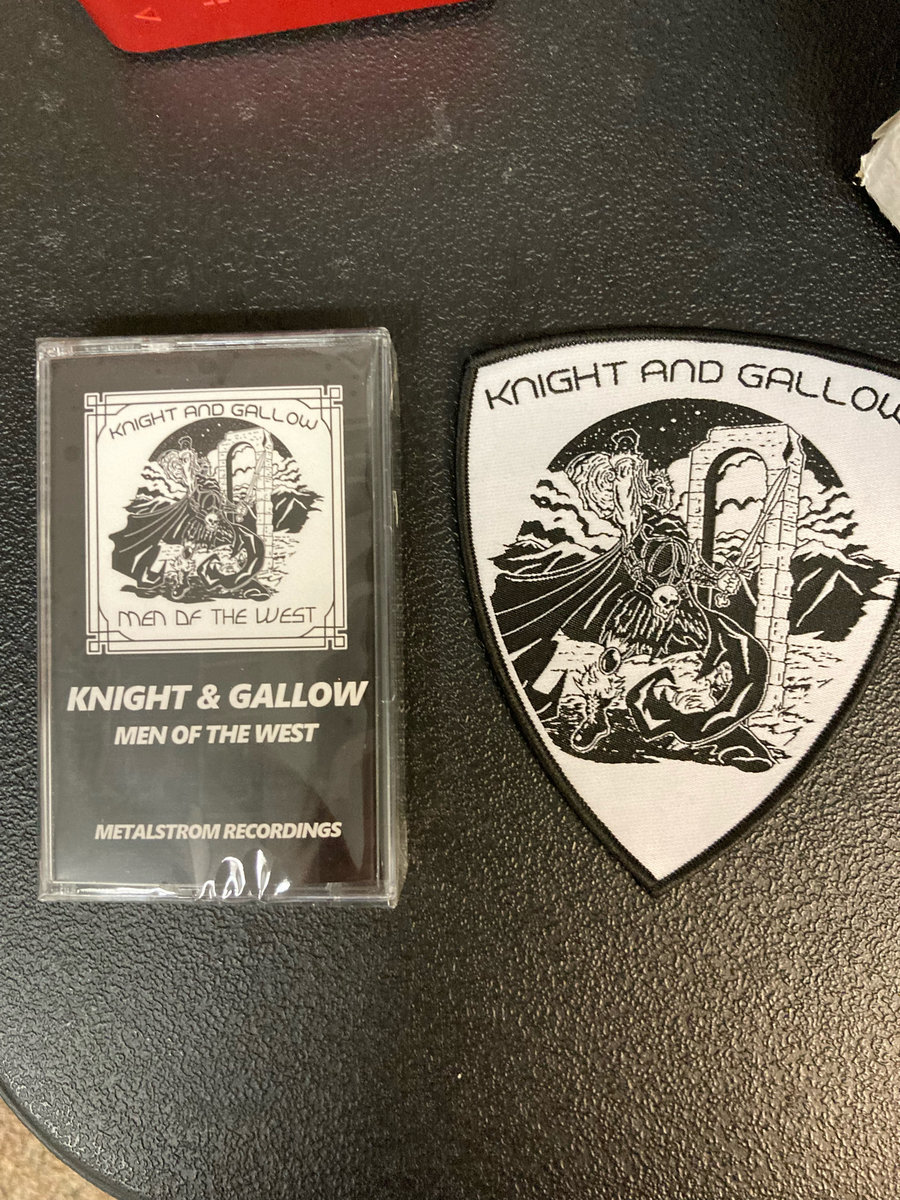 KNIGHT AND GALLOW
MEN OF THE WEST
KNIGHT & GALLOW
MEN OF THE WEST
METALSTROM RECORDINGS
KNIGHT AND GALLOW